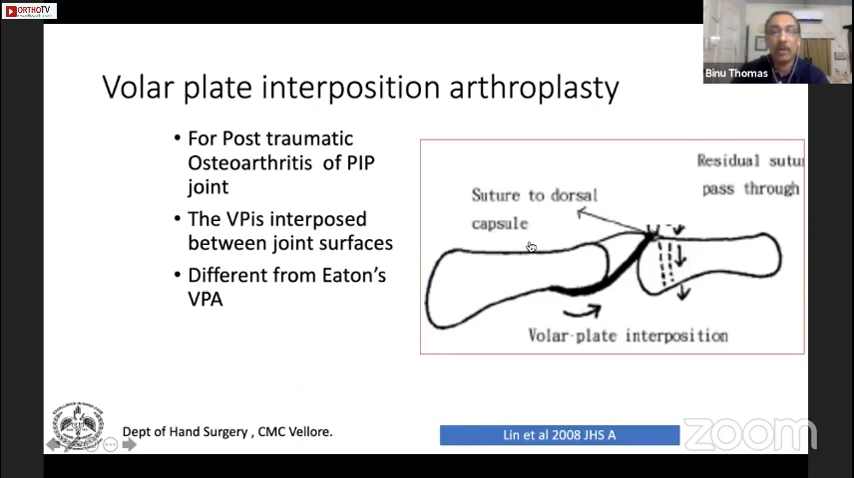 ORTHOTV
Binu Thomas
Volar plate interposition arthroplasty
• For Post traumatic
Osteoarthritis of PIP
joint
• The VPis interposed
between joint surfaces
• Different from Eaton's
VPA
Residual sutu
pass through
Suture to dorsal
capsule
Volar-plate interposition
Dept of Hand Surgery , CMC Vellore.
Lin et al 2008 JHS A
zoom